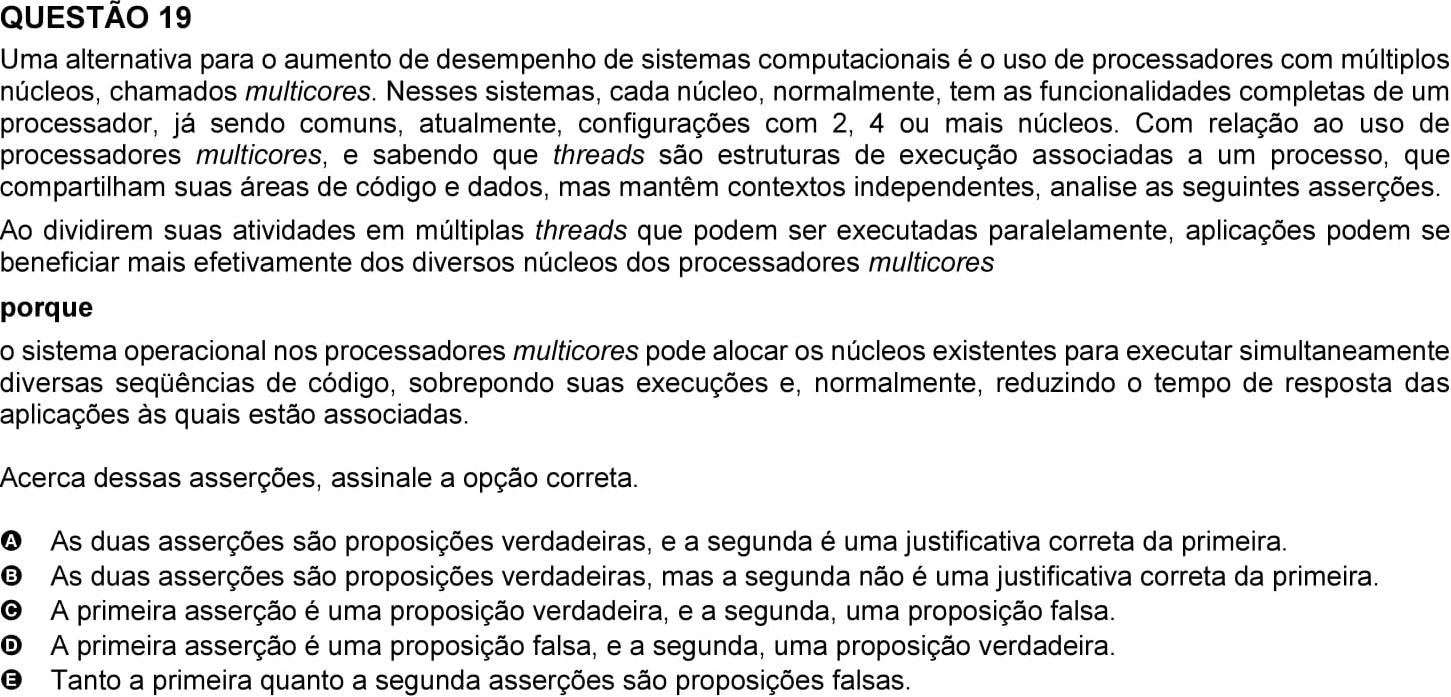 QUESTÃO 19
Uma alternativa para o aumento de desempenho de sistemas computacionais é o uso de processadores com múltiplos
núcleos, chamados multicores. Nesses sistemas, cada núcleo, normalmente, tem as funcionalidades completas de um
processador, já sendo comuns, atualmente, configurações com 2, 4 ou mais núcleos. Com relação ao uso de
processadores multicores, e sabendo que threads são estruturas de execução associadas a um processo, que
compartilham suas áreas de código e dados, mas mantêm contextos independentes, analise as seguintes asserções.
Ao dividirem suas atividades em múltiplas threads que podem ser executadas paralelamente, aplicações podem se
beneficiar mais efetivamente dos diversos núcleos dos processadores multicores
porque
o sistema operacional nos processadores multicores pode alocar os núcleos existentes para executar simultaneamente
diversas seqüências de código, sobrepondo suas execuções e, normalmente, reduzindo o tempo de resposta das
aplicações às quais estão associadas.
Acerca dessas asserções, assinale a opção correta.
A As duas asserções são proposições verdadeiras, e a segunda é uma justificativa correta da primeira.
B As duas asserções são proposições verdadeiras, mas a segunda não é uma justificativa correta da primeira.
C A primeira asserção é uma proposição verdadeira, e a segunda, uma proposição falsa.
D A primeira asserção é uma proposição falsa, e a segunda, uma proposição verdadeira.
E Tanto a primeira quanto a segunda asserções são proposições falsas.